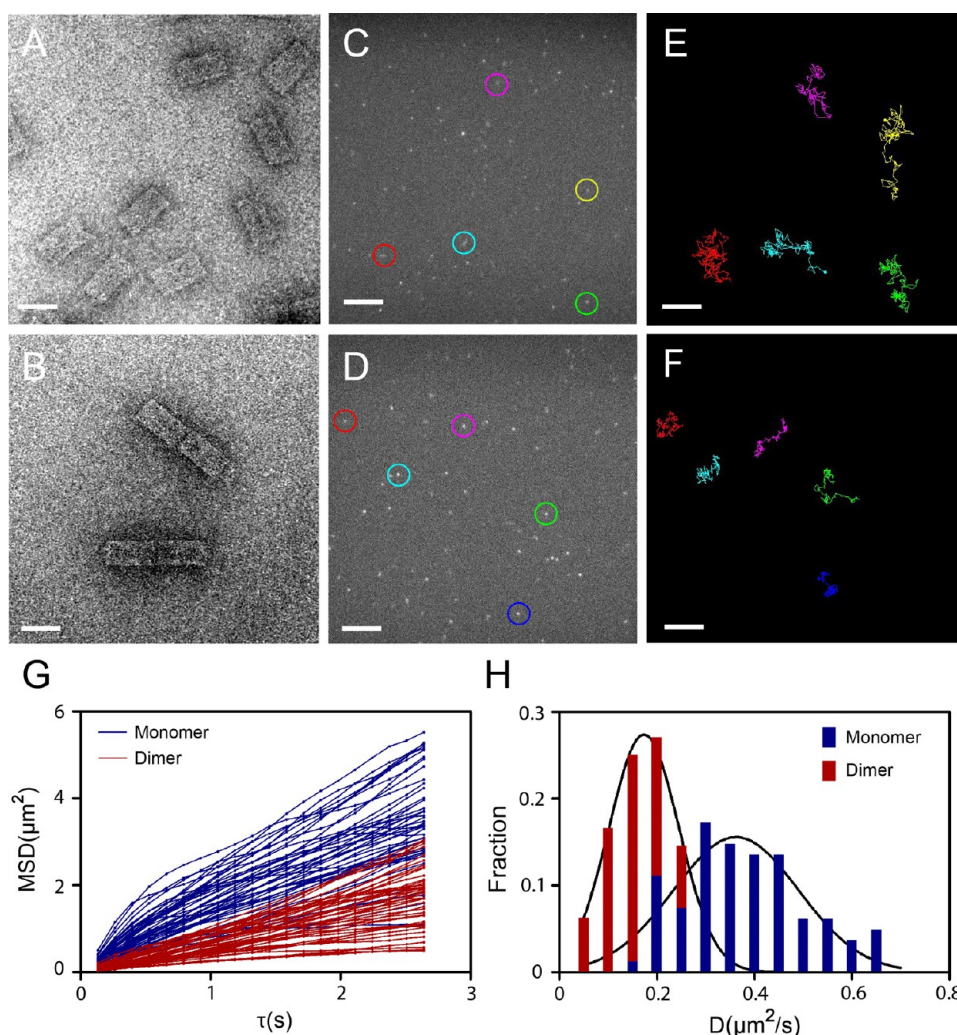 A
C
E
B
D
F
G
H
6
4
2
0
0
1
2
3
MSD(μm²)
τ(s)
Monomer
Dimer
0.3
0.2
0.1
0
0
0.2
0.4
0.6
0.8
Fraction
D(μm²/s)
Monomer
Dimer